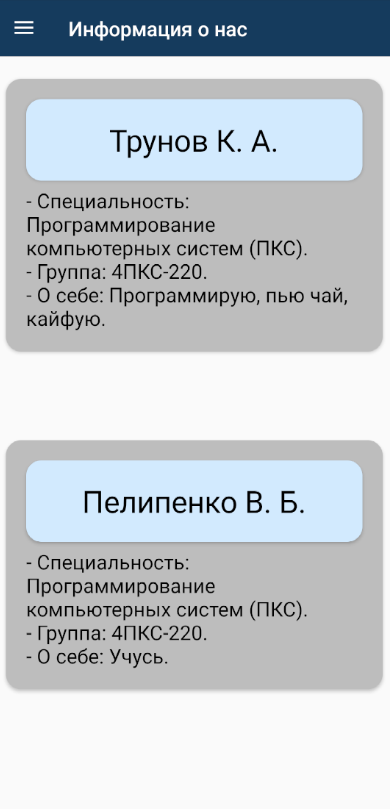 Информация о нас
Трунов К. А.
- Специальность:
Программирование
компьютерных систем (ПКС).
- Группа: 4ПКС-220.
- О себе: Программирую, пью чай,
кайфую.
Пелипенко В. Б.
- Специальность:
Программирование
компьютерных систем (ПКС).
- Группа: 4ПКС-220.
- О себе: Учусь.